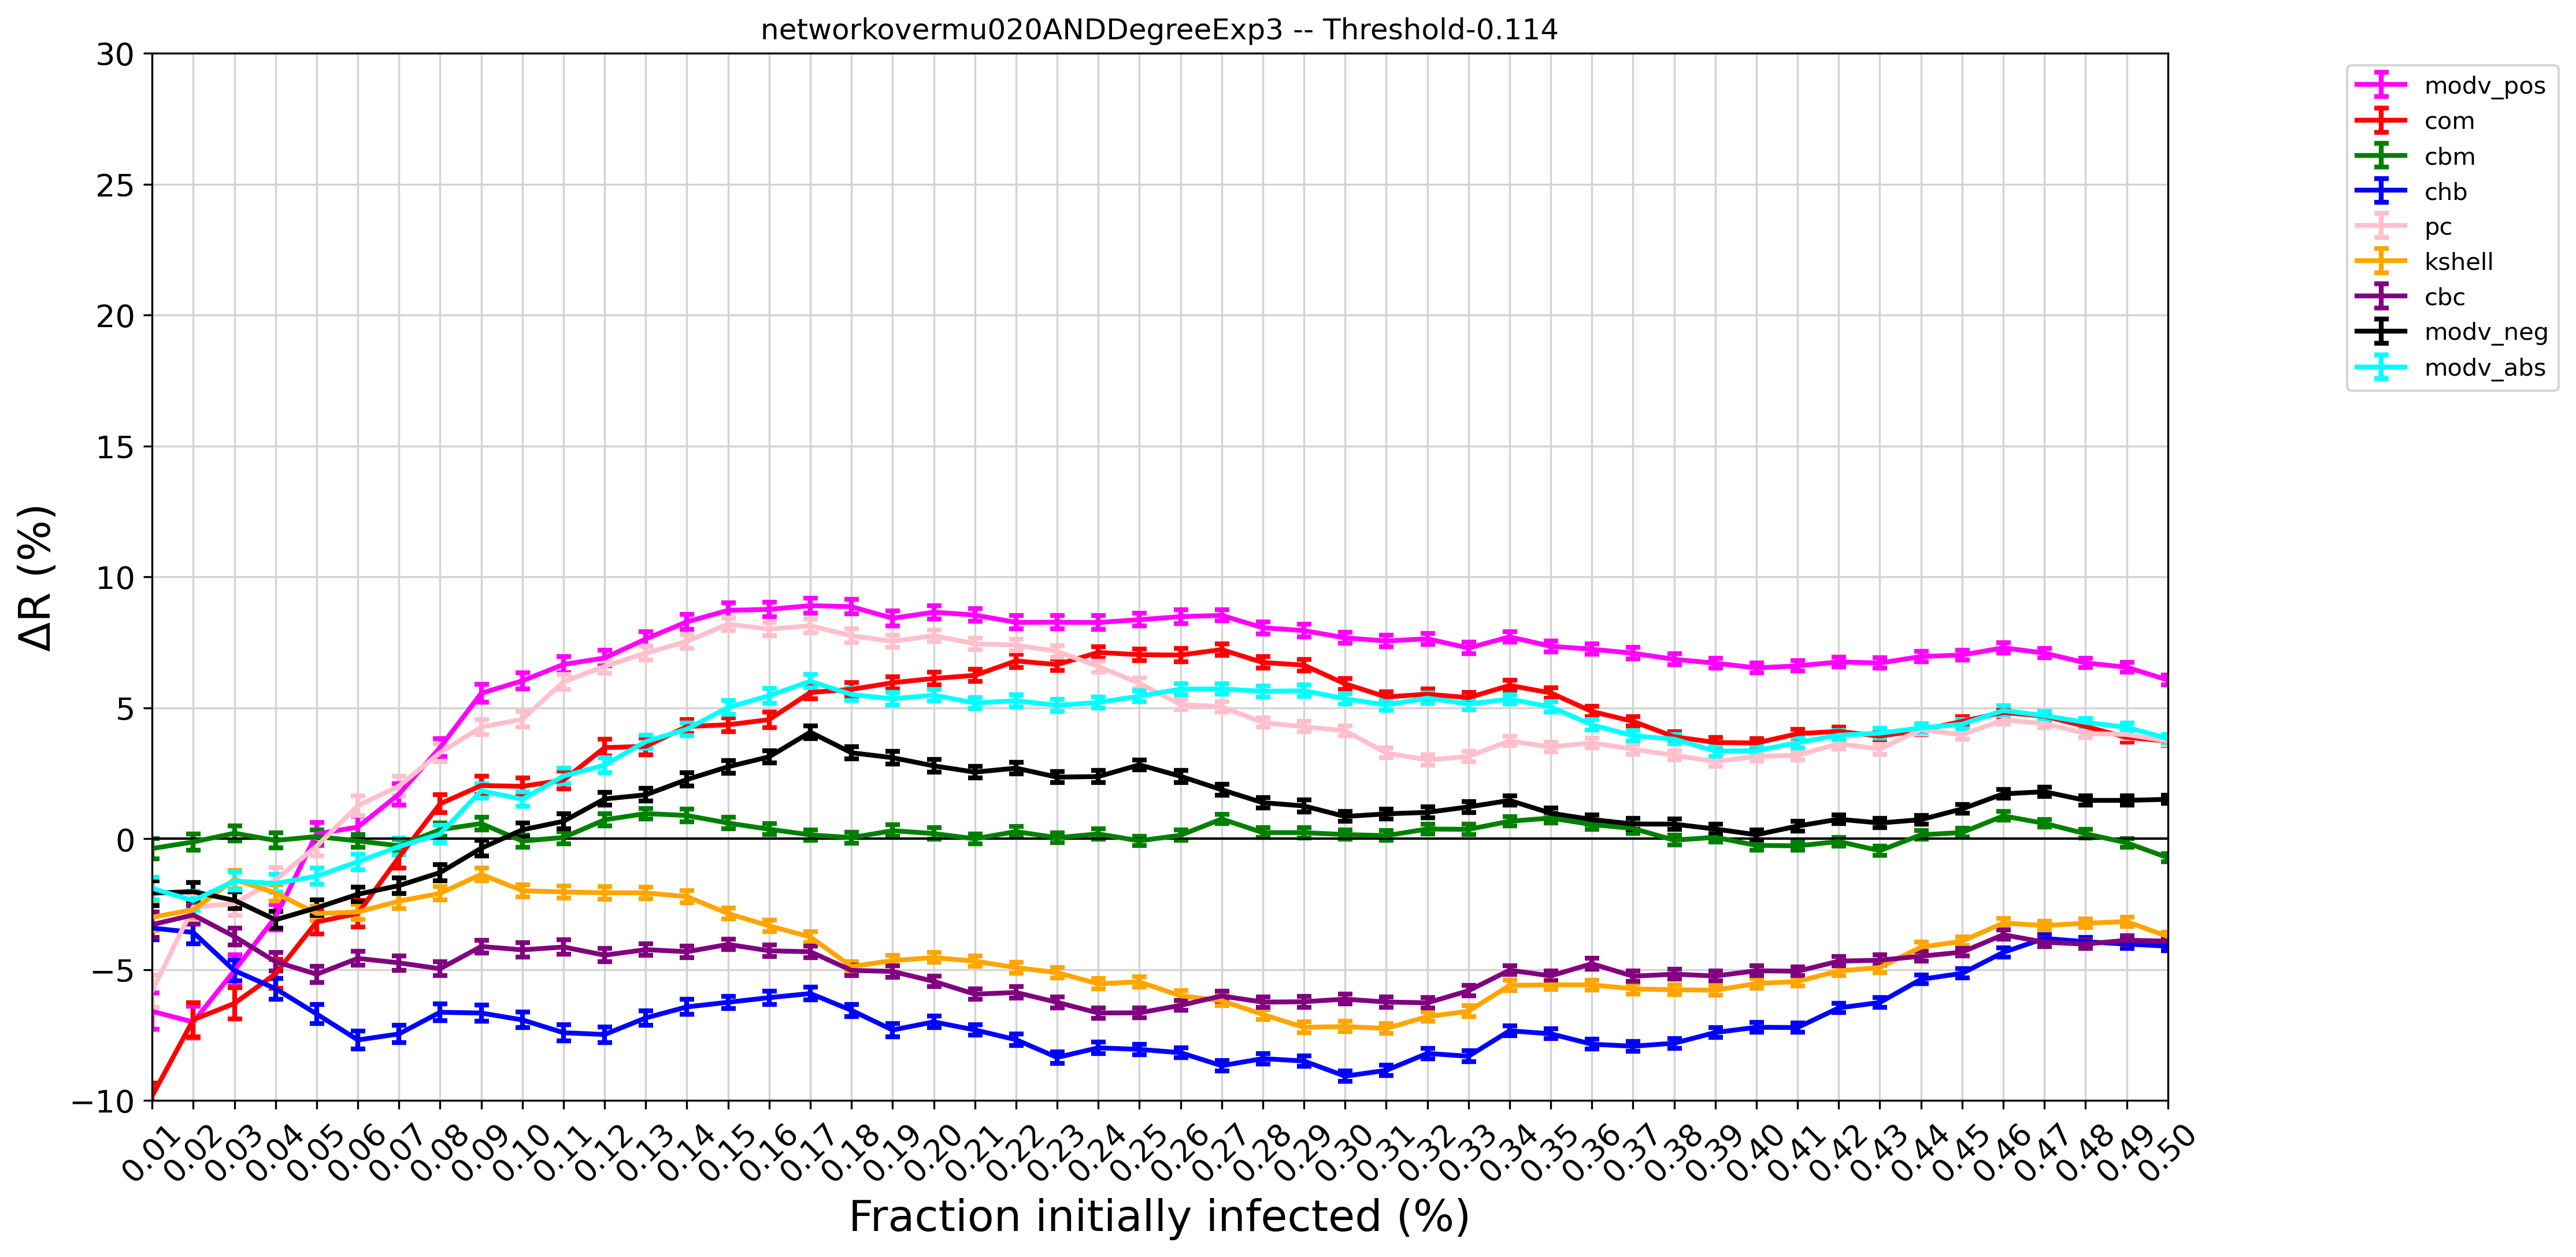 networkovermu020ANDDegreeExp3 -- Threshold-0.114
30
25
20
15
10
5
0
−5
−10
ΔR (%)
0.01 0.02 0.03 0.04 0.05 0.06 0.07 0.08 0.09 0.10 0.11 0.12 0.13 0.14 0.15 0.16 0.17 0.18 0.19 0.20 0.21 0.22 0.23 0.24 0.25 0.26 0.27 0.28 0.29 0.30 0.31 0.32 0.33 0.34 0.35 0.36 0.37 0.38 0.39 0.40 0.41 0.42 0.43 0.44 0.45 0.46 0.47 0.48 0.49 0.50
Fraction initially infected (%)
modv_pos
com
cbm
chb
pc
kshell
cbc
modv_neg
modv_abs